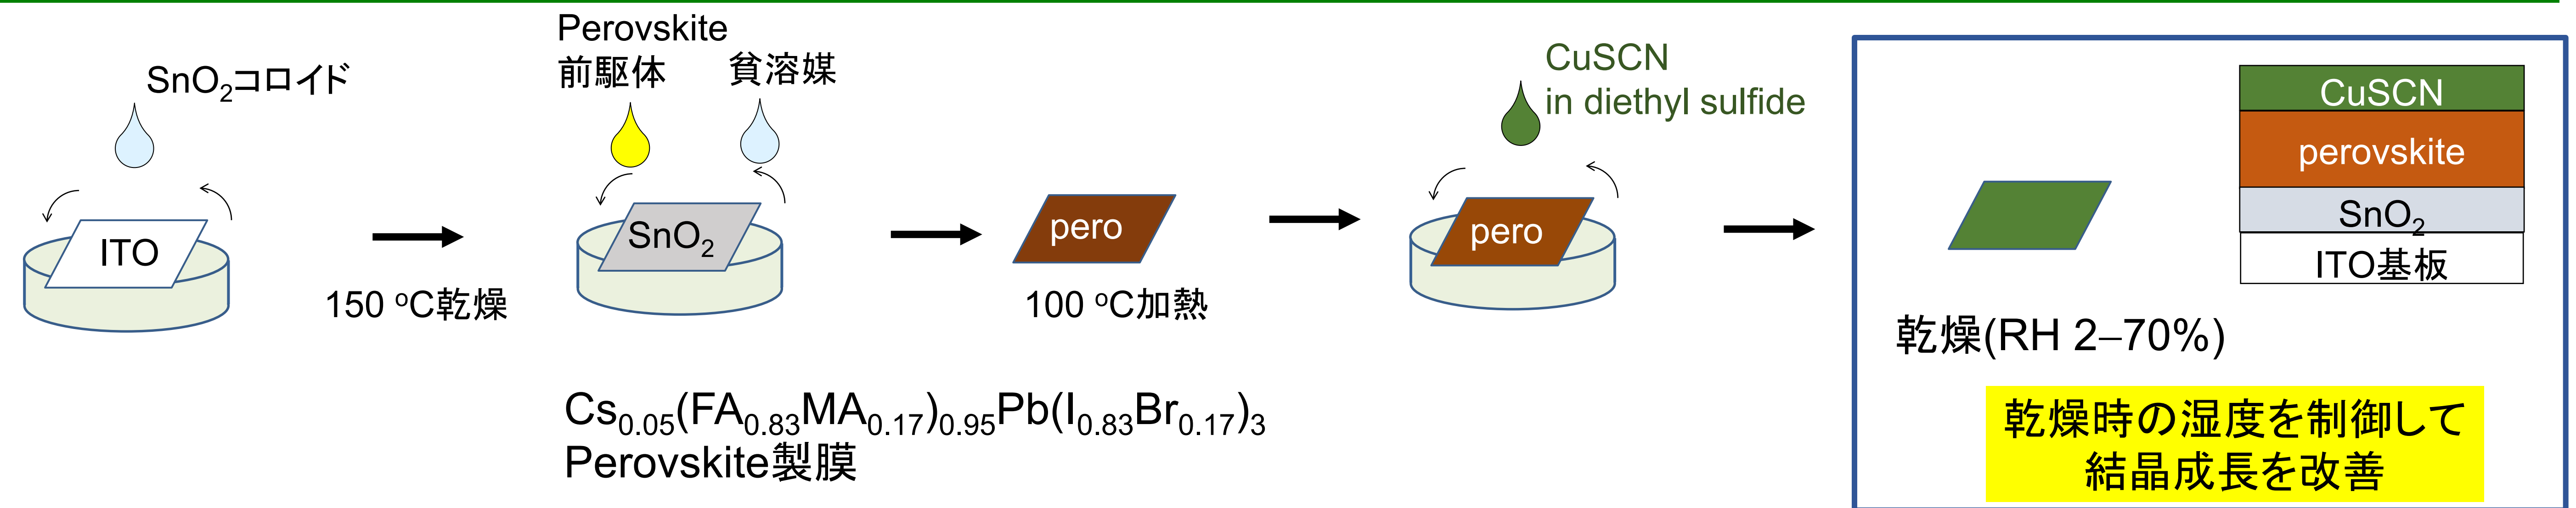 SnO2コロイド
ITO
150 ºC乾燥
Perovskite
前駆体
貧溶媒
SnO2
pero
100 ºC加熱
Cs0.05(FA0.83MA0.17)0.95Pb(I0.83Br0.17)3
Perovskite製膜
CuSCN
in diethyl sulfide
pero
CuSCN
perovskite
SnO2
ITO基板
乾燥(RH 2–70%)
乾燥時の湿度を制御して
結晶成長を改善